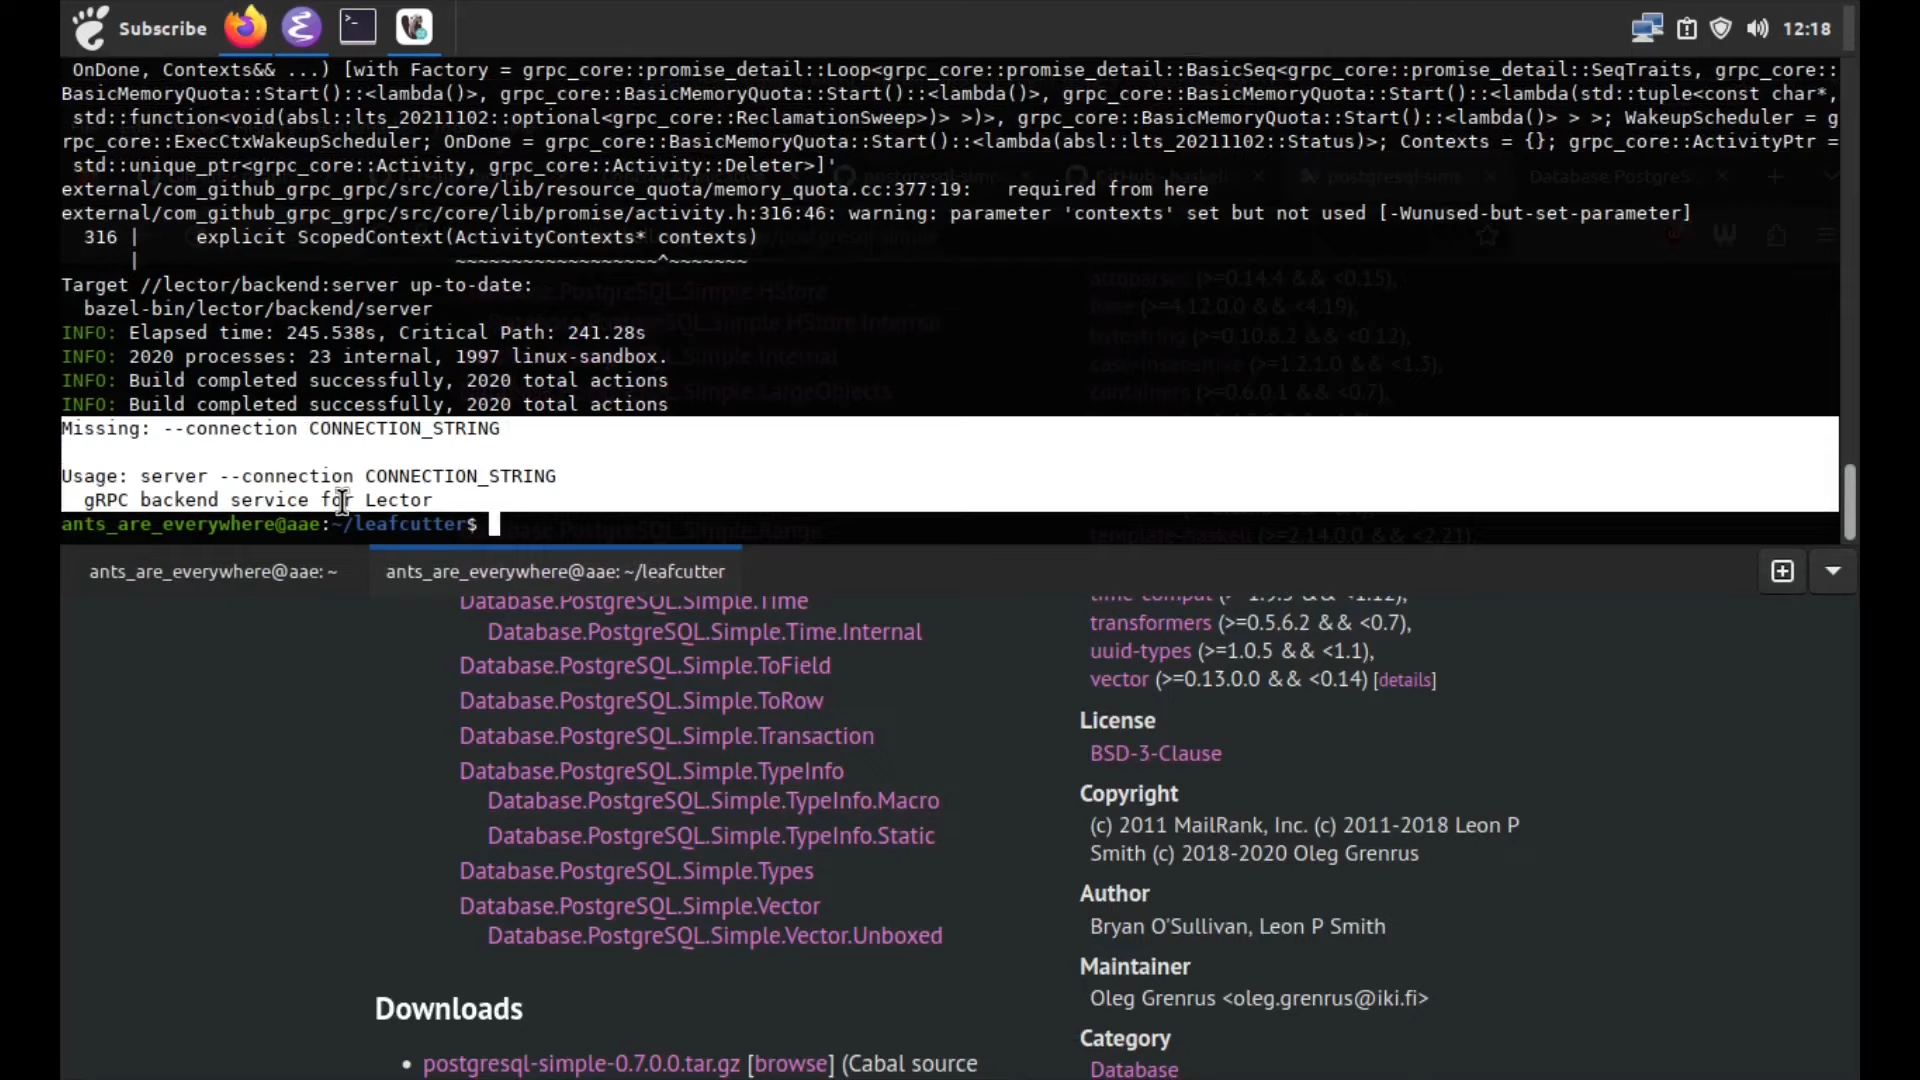 Subscribe
12:18
OnDone, Contexts&& ...) [with Factory = grpc_core::promise_detail::Loop<grpc_core::promise_detail::BasicSeq<grpc_core::promise_detail::SeqTraits, grpc_core::
BasicMemoryQuota::Start()::<lambda()>, grpc_core::BasicMemoryQuota::Start()::<lambda()>, grpc_core::BasicMemoryQuota::Start()::<lambda(std::tuple<const char*,
std::function<void(absl::lts_20211102::optional<grpc_core::ReclamationSweep>)> >)>, grpc_core::BasicMemoryQuota::Start()::<lambda()> > >; WakeupScheduler = g
rpc_core::ExecCtxWakeupScheduler; OnDone = grpc_core::BasicMemoryQuota::Start()::<lambda(absl::lts_20211102::Status)>; Contexts = {}; grpc_core::ActivityPtr =
std::unique_ptr<grpc_core::Activity, grpc_core::Activity::Deleter>]'
external/com_github_grpc_grpc/src/core/lib/resource_quota/memory_quota.cc:377:19:   required from here
external/com_github_grpc_grpc/src/core/lib/promise/activity.h:316:46: warning: parameter 'contexts' set but not used [-Wunused-but-set-parameter]
316 |     explicit ScopedContext(ActivityContexts* contexts)
|                            ~~~~~~~~~~~~~~~~~~^~~~~~~~
Target //lector/backend:server up-to-date:
bazel-bin/lector/backend/server
INFO: Elapsed time: 245.538s, Critical Path: 241.28s
INFO: 2020 processes: 23 internal, 1997 linux-sandbox.
INFO: Build completed successfully, 2020 total actions
INFO: Build completed successfully, 2020 total actions
Missing: --connection CONNECTION_STRING
Usage: server --connection CONNECTION_STRING
gRPC backend service for Lector
ants_are_everywhere@aae:~/leafcutter$
ants_are_everywhere@aae: ~
ants_are_everywhere@aae: ~/leafcutter
Database.PostgreSQL.Simple.Time
Database.PostgreSQL.Simple.Time.Internal
Database.PostgreSQL.Simple.ToField
Database.PostgreSQL.Simple.ToRow
Database.PostgreSQL.Simple.Transaction
Database.PostgreSQL.Simple.TypeInfo
Database.PostgreSQL.Simple.TypeInfo.Macro
Database.PostgreSQL.Simple.TypeInfo.Static
Database.PostgreSQL.Simple.Types
Database.PostgreSQL.Simple.Vector
Database.PostgreSQL.Simple.Vector.Unboxed
Downloads
• postgresql-simple-0.7.0.0.tar.gz [browse] (Cabal source
transformers (>=0.5.6.2 && <0.7),
uuid-types (>=1.0.5 && <1.1),
vector (>=0.13.0.0 && <0.14) [details]
License
BSD-3-Clause
Copyright
(c) 2011 MailRank, Inc. (c) 2011-2018 Leon P
Smith (c) 2018-2020 Oleg Grenrus
Author
Bryan O'Sullivan, Leon P Smith
Maintainer
Oleg Grenrus <oleg.grenrus@iki.fi>
Category
Database